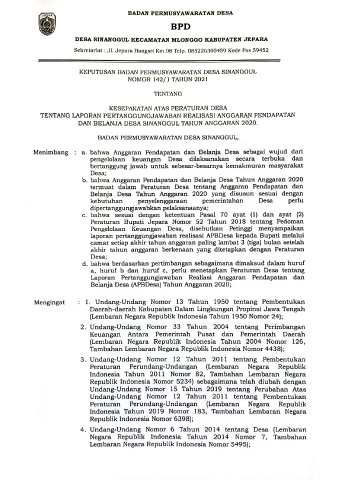 BADAN PERMUSYAWARATAN DESA
BPD
DESA SINANGGUL KECAMATAN MLONGGO KABUPATEN JEPARA
Sekretariat : Jl. Jepara Bangsri Km 08 Telp. 085226360469 Kode Pos 59452
KEPUTUSAN BADAN PERMUSYAWARATAN DESA SINANGGUL
NOMOR 142/1 TAHUN 2021
TENTANG
KESEPAKATAN ATAS PERATURAN DESA
TENTANG LAPORAN PERTANGGUNGJAWABAN REALISASI ANGGARAN PENDAPATAN
DAN BELANJA DESA SINANGGUL TAHUN ANGGARAN 2020.
BADAN PERMUSYAWARATAN DESA SINANGGUL,
Menimbang : a. bahwa Anggaran Pendapatan dan Belanja Desa sebagai wujud dari
pengelolaan keuangan Desa dilaksanakan secara terbuka dan
bertanggung jawab untuk sebesar-besarnya kemakmuran masyarakat
Desa;
b. bahwa Anggaran Pendapatan dan Belanja Desa Tahun Anggaran 2020
termuat dalam Peraturan Desa tentang Anggaran Pendapatan dan
Belanja Desa Tahun Anggaran 2020 yang disusun sesuai dengan
kebutuhan penyelenggaraan pemerintahan Desa perlu
dipertanggungjawabkan pelaksanaanya;
c. bahwa sesuai dengan ketentuan Pasal 70 ayat (1) dan ayat (2)
Peraturan Bupati Jepara Nomor 52 Tahun 2018 tentang Pedoman
Pengelolaan Keuangan Desa, disebutkan Petinggi menyampaikan
laporan pertanggungjawaban realisasi APBDesa kepada Bupati melalui
camat setiap akhir tahun anggaran paling lambat 3 (tiga) bulan setelah
akhir tahun anggaran berkenaan yang ditetapkan dengan Peraturan
Desa;
d. bahwa berdasarkan pertimbangan sebagaimana dimaksud dalam huruf
a, huruf b dan huruf c, perlu menetapkan Peraturan Desa tentang
Laporan Pertanggungjawaban Realisasi Anggaran Pendapatan dan
Belanja Desa (APBDesa) Tahun Anggaran 2020;
Mengingat : 1. Undang-Undang Nomor 13 Tahun 1950 tentang Pembentukan
Daerah-daerah Kabupaten Dalam Lingkungan Propinsi Jawa Tengah
(Lembaran Negara Republik Indonesia Tahun 1950 Nomor 24);
2. Undang-Undang Nomor 33 Tahun 2004 tentang Perimbangan
Keuangan Antara Pemerintah Pusat dan Pemerintah Daerah
(Lembaran Negara Republik Indonesia Tahun 2004 Nomor 126,
Tambahan Lembaran Negara Republik Indonesia Nomor 4438);
3. Undang-Undang Nomor 12 Tahun 2011 tentang Pembentukan
Peraturan Perundang-Undangan (Lembaran Negara Republik
Indonesia Tahun 2011 Nomor 82, Tambahan Lembaran Negara
Republik Indonesia Nomor 5234) sebagaimana telah diubah dengan
Undang-Undang Nomor 15 Tahun 2019 tentang Perubahan Atas
Undang-Undang Nomor 12 Tahun 2011 tentang Pembentukan
Peraturan Perundang-Undangan (Lembaran Negara Republik
Indonesia Tahun 2019 Nomor 183, Tambahan Lembaran Negara
Republik Indonesia Nomor 6398);
4. Undang-Undang Nomor 6 Tahun 2014 tentang Desa (Lembaran
Negara Republik Indonesia Tahun 2014 Nomor 7, Tambahan
Lembaran Negara Republik Indonesia Nomor 5495);